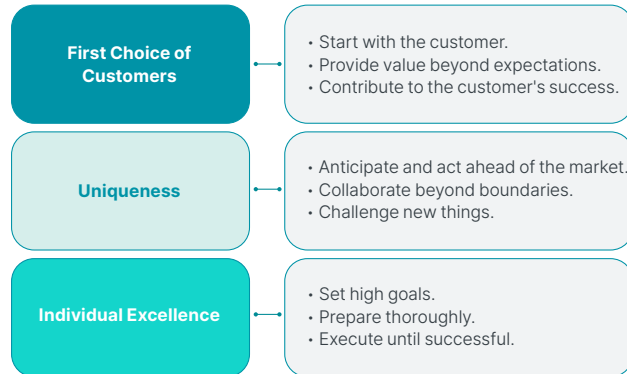 First Choice of
Customers
• Start with the customer.
• Provide value beyond expectations.
• Contribute to the customer's success.
Uniqueness
• Anticipate and act ahead of the market.
• Collaborate beyond boundaries.
• Challenge new things.
Individual Excellence
• Set high goals.
• Prepare thoroughly.
• Execute until successful.